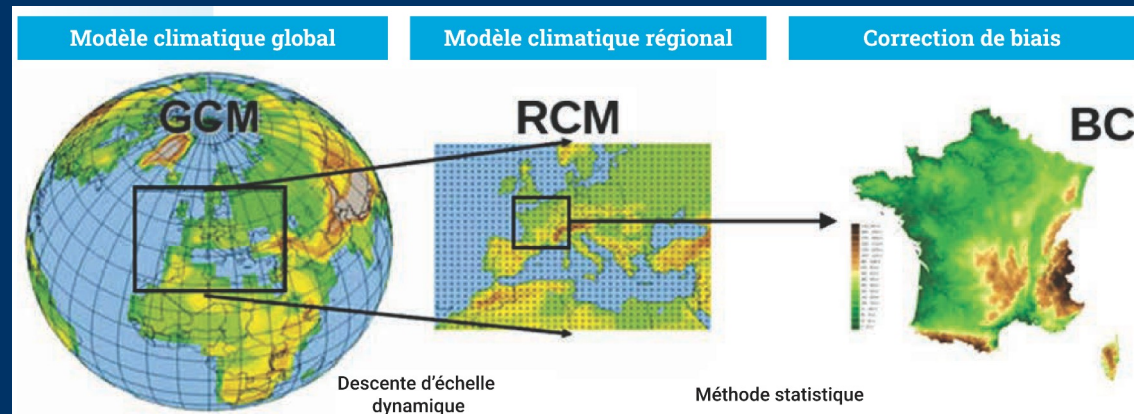 Modèle climatique global
Modèle climatique régional
Correction de biais
GCM
RCM
BC
Descente d'échelle
dynamique
Méthode statistique